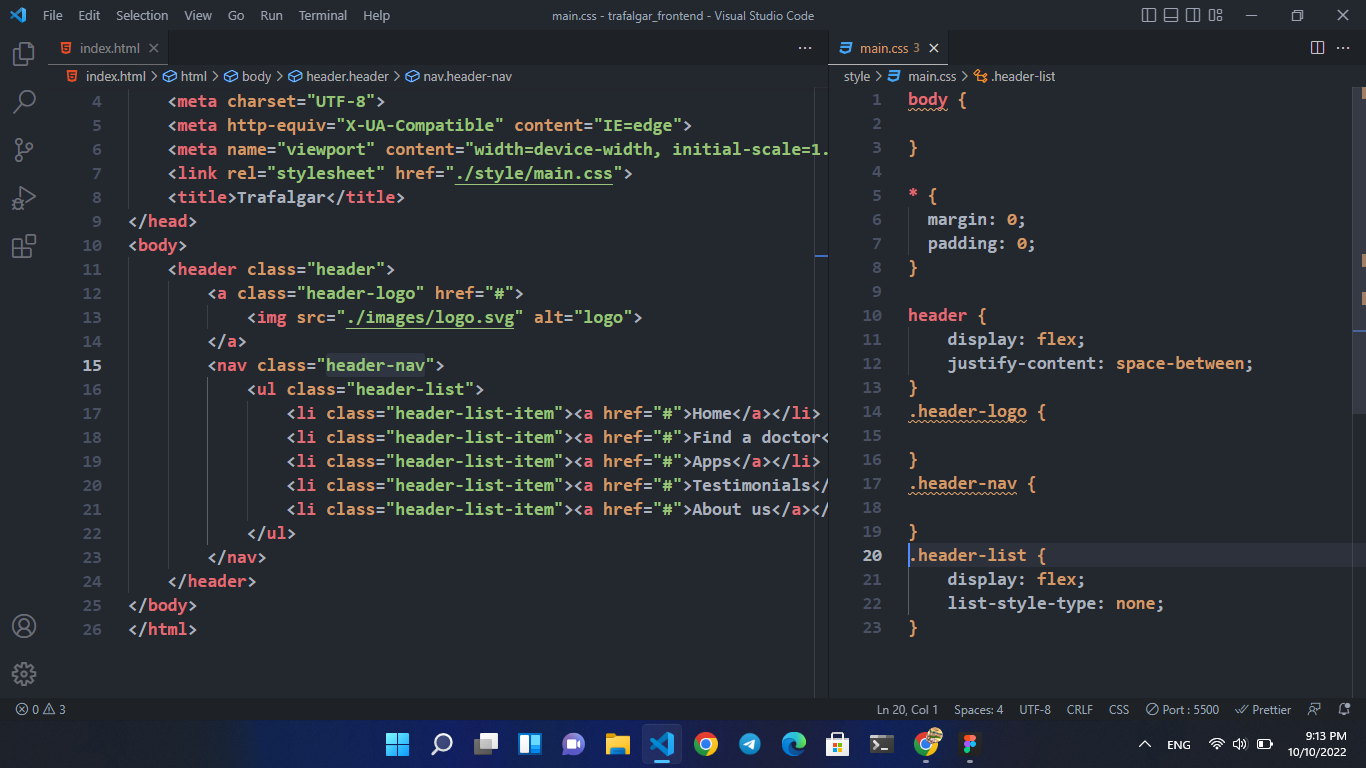 File Edit Selection View Go Run Terminal Help
main.css - trafalgar_frontend - Visual Studio Code
index.html
main.css 3
index.html > html > body > header.header > nav.header-nav
style > main.css > .header-list
4 <meta charset="UTF-8">
5 <meta http-equiv="X-UA-Compatible" content="IE=edge">
6 <meta name="viewport" content="width=device-width, initial-scale=1.
7 <link rel="stylesheet" href="./style/main.css">
8 <title>Trafalgar</title>
9 </head>
10 <body>
11 <header class="header">
12 <a class="header-logo" href="#">
13 <img src="./images/logo.svg" alt="logo">
14 </a>
15 <nav class="header-nav">
16 <ul class="header-list">
17 <li class="header-list-item"><a href="#">Home</a></li>
18 <li class="header-list-item"><a href="#">Find a doctor<
19 <li class="header-list-item"><a href="#">Apps</a></li>
20 <li class="header-list-item"><a href="#">Testimonials</
21 <li class="header-list-item"><a href="#">About us</a></
22 </ul>
23 </nav>
24 </header>
25 </body>
26 </html>
1 body {
2
3 }
4
5 * {
6 margin: 0;
7 padding: 0;
8 }
9
10 header {
11 display: flex;
12 justify-content: space-between;
13 }
14 .header-logo {
15
16 }
17 .header-nav {
18
19 }
20 .header-list {
21 display: flex;
22 list-style-type: none;
23 }
0 3
Ln 20, Col 1 Spaces: 4 UTF-8 CRLF CSS Port : 5500 Prettier
ENG
9:13 PM
10/10/2022